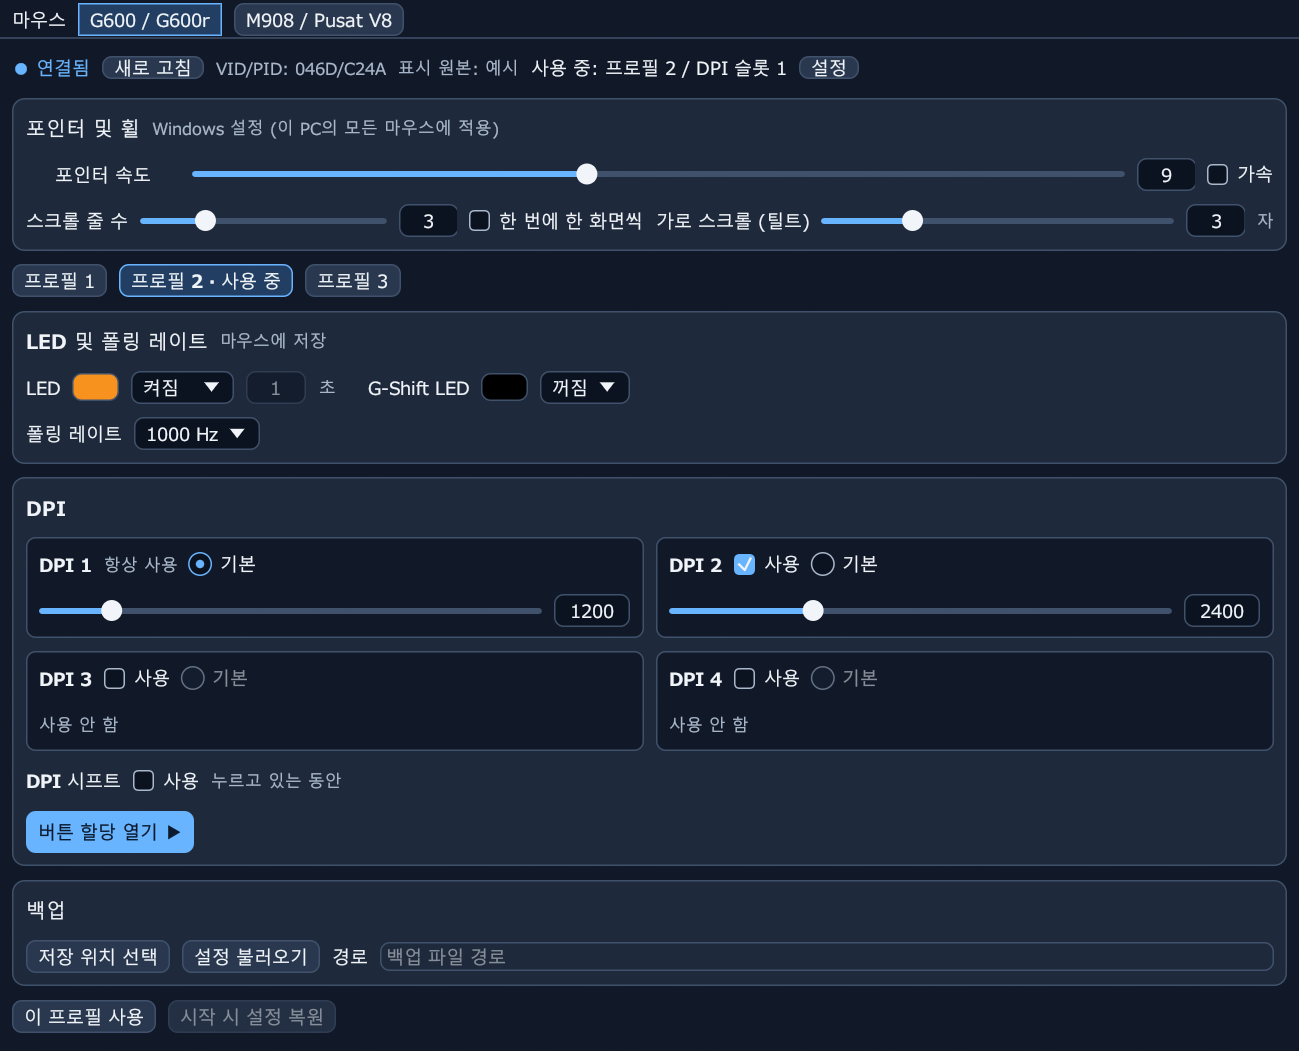 마우스 G600 / G600r M908 / Pusat V8
연결됨 새로 고침 VID/PID: 046D/C24A 표시 원본: 예시 사용 중: 프로필 2 / DPI 슬롯 1 설정
포인터 및 휠 Windows 설정 (이 PC의 모든 마우스에 적용)
포인터 속도 9 가속
스크롤 줄 수 3 한 번에 한 화면씩 가로 스크롤 (틸트) 3 자
프로필 1 프로필 2 · 사용 중 프로필 3
LED 및 폴링 레이트 마우스에 저장
LED 켜짐 1 초 G-Shift LED 꺼짐
폴링 레이트 1000 Hz
DPI
DPI 1 항상 사용 기본
1200
DPI 2 사용 기본
2400
DPI 3 사용 기본
사용 안 함
DPI 4 사용 기본
사용 안 함
DPI 시프트 사용 누르고 있는 동안
버튼 할당 열기 ▶
백업
저장 위치 선택 설정 불러오기 경로 백업 파일 경로
이 프로필 사용 시작 시 설정 복원